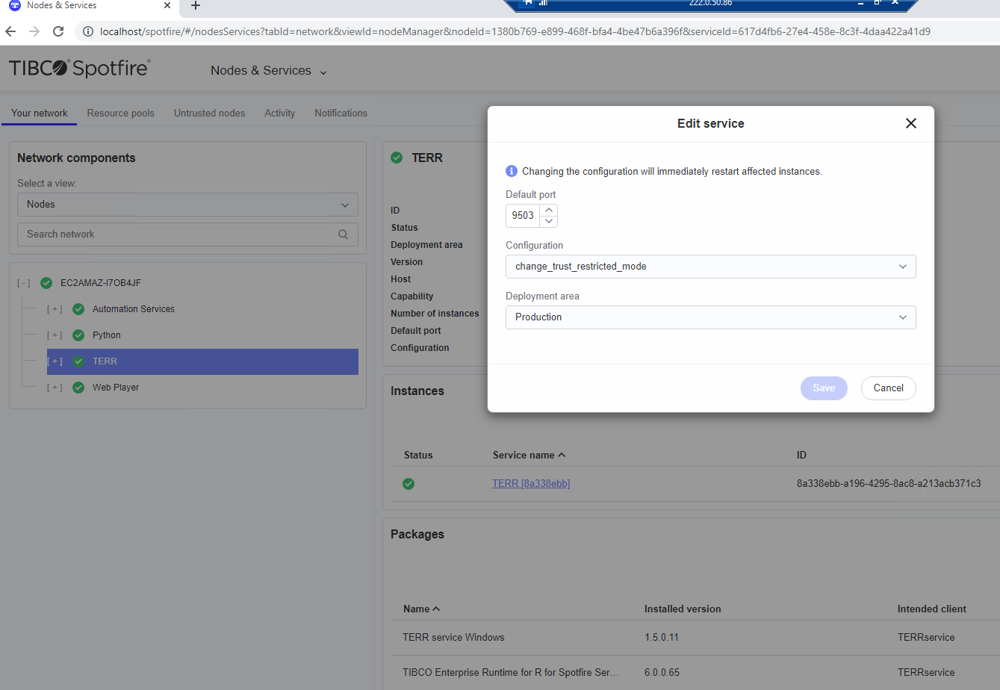 Nodes & Services
222.0.50.86
localhost/spotfire/#/nodesServices?tabId=network&viewId=nodeManager&nodeId=1380b769-e899-468f-bfa4-4be47b6a396f&serviceId=617d4fb6-27e4-458e-8c3f-4daa422a41d9
TIBCO Spotfire®
Nodes & Services
Your network Resource pools Untrusted nodes Activity Notifications
Network components
Select a view:
Nodes
Search network
[ - ] EC2AMAZ-I7OB4JF
[ + ] Automation Services
[ + ] Python
[ + ] TERR
[ + ] Web Player
TERR
ID
Status
Deployment area
Version
Host
Capability
Number of instances
Default port
Configuration
Edit service
Changing the configuration will immediately restart affected instances.
Default port
9503
Configuration
change_trust_restricted_mode
Deployment area
Production
Save Cancel
Instances
Status Service name ID
TERR [8a338ebb] 8a338ebb-a196-4295-8ac8-a213acb371c3
Packages
Name Installed version Intended client
TERR service Windows 1.5.0.11 TERRservice
TIBCO Enterprise Runtime for R for Spotfire Ser... 6.0.0.65 TERRservice